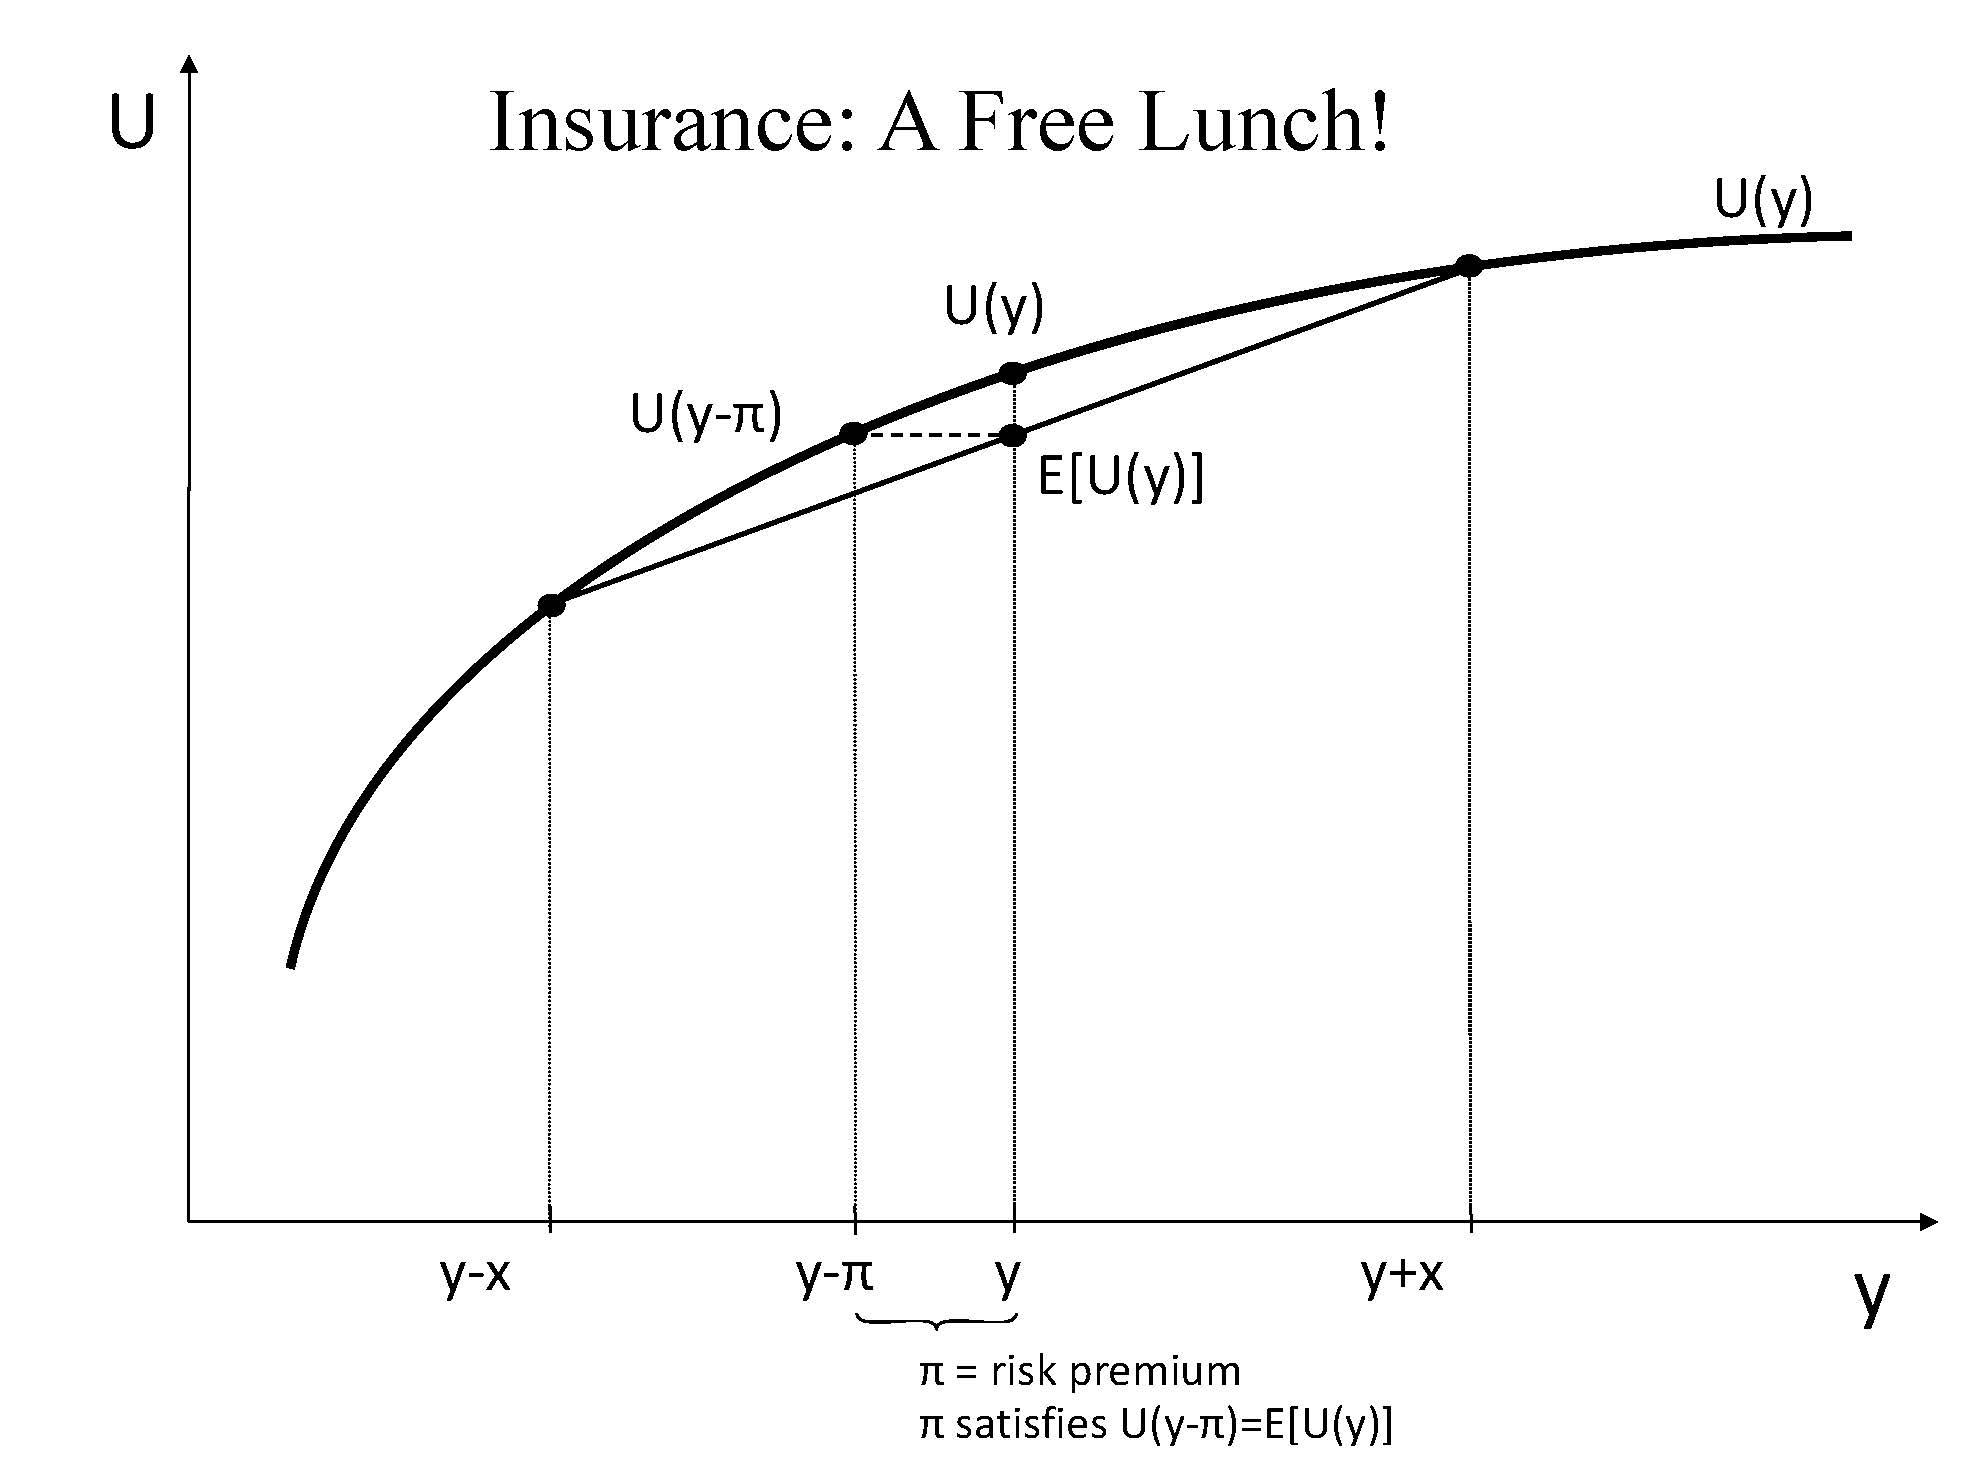 Insurance: A Free Lunch!
U
U(y)
U(y)
U(y-π)
E[U(y)]
y-x
y-π
y
y+x
y
π = risk premium
π satisfies U(y-π)=E[U(y)]